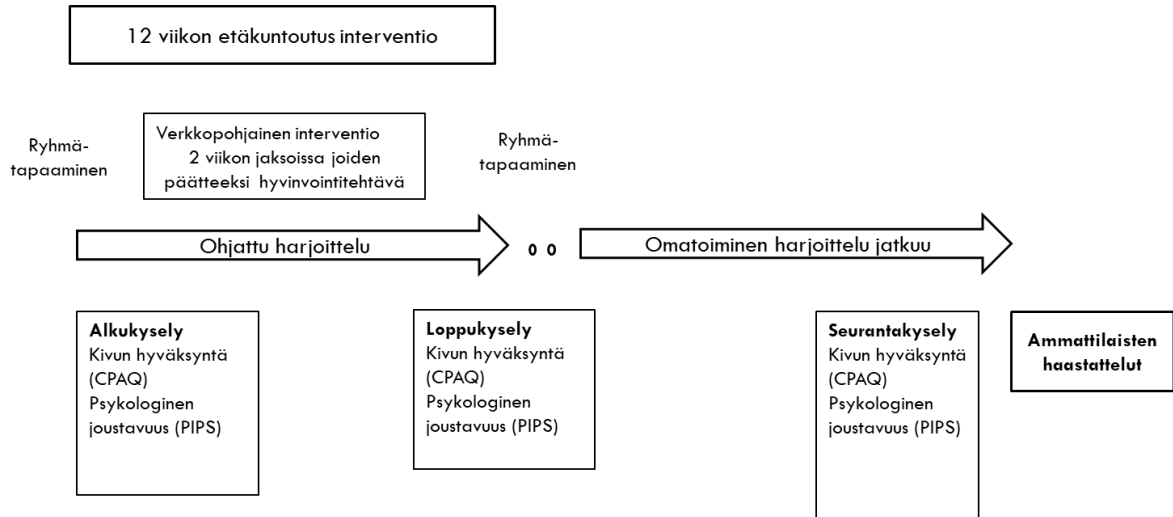 12 viikon etäkuntoutus interventio
Ryhmä-
tapaaminen
Verkkopohjainen interventio
2 viikon jaksoissa joiden
päätteeksi hyvinvointitehtävä
Ryhmä-
tapaaminen
Ohjattu harjoittelu
Omatoiminen harjoittelu jatkuu
Alkukysely
Kivun hyväksyntä
(CPAQ)
Psykologinen
joustavuus (PIPS)
Loppukysely
Kivun hyväksyntä
(CPAQ)
Psykologinen
joustavuus (PIPS)
Seurantakysely
Kivun hyväksyntä
(CPAQ)
Psykologinen
joustavuus (PIPS)
Ammattilaisten
haastattelut